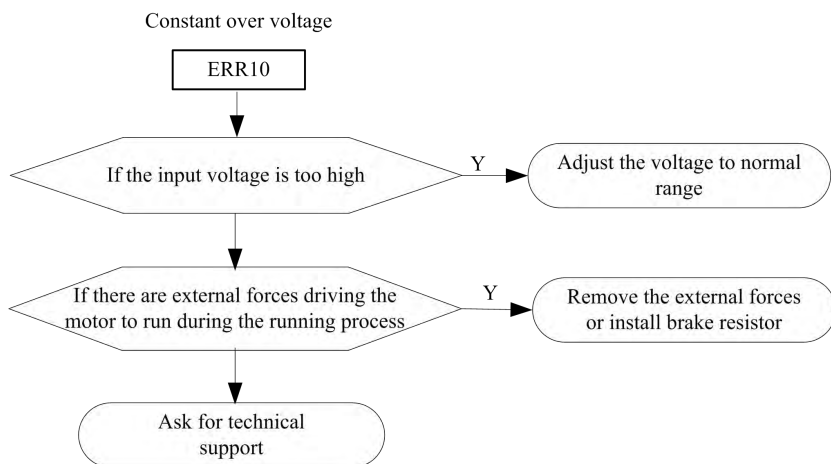 Constant over voltage
ERR10
If the input voltage is too high
Y
Adjust the voltage to normal
range
If there are external forces driving the
motor to run during the running process
Y
Remove the external forces
or install brake resistor
Ask for technical
support